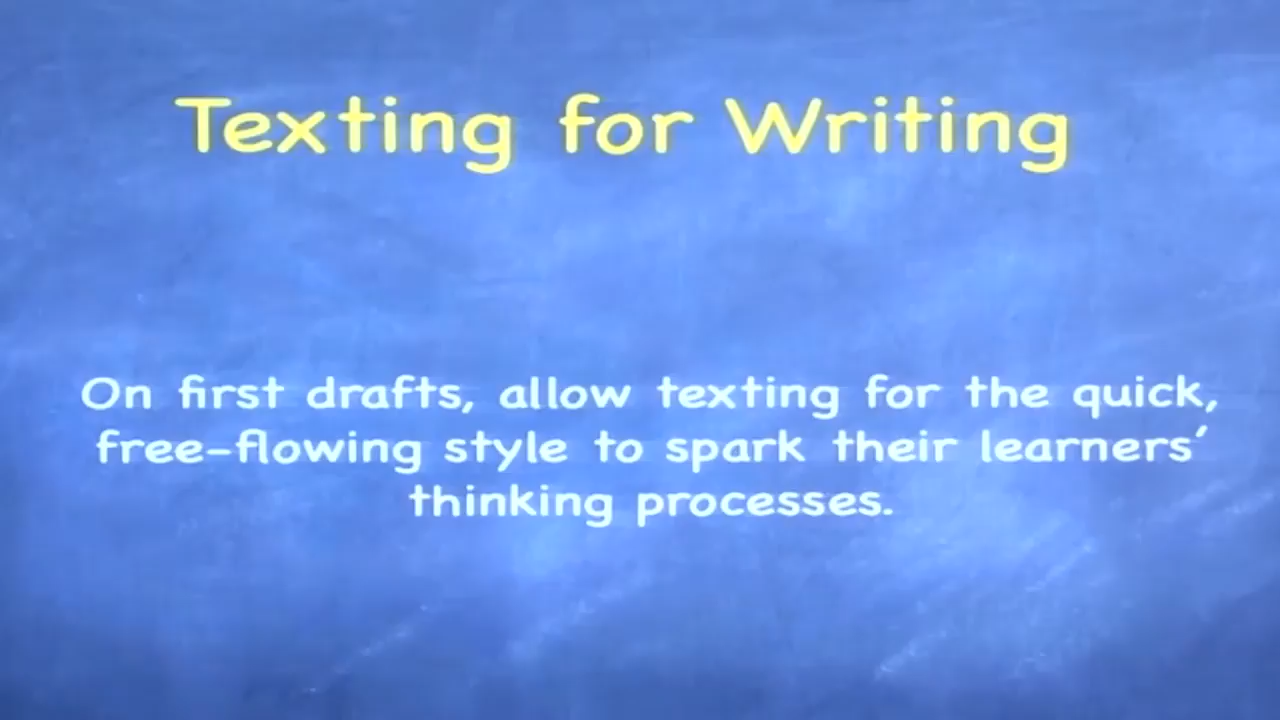 Texting for Writing
On first drafts, allow texting for the quick,
free-flowing style to spark their learners'
thinking processes.